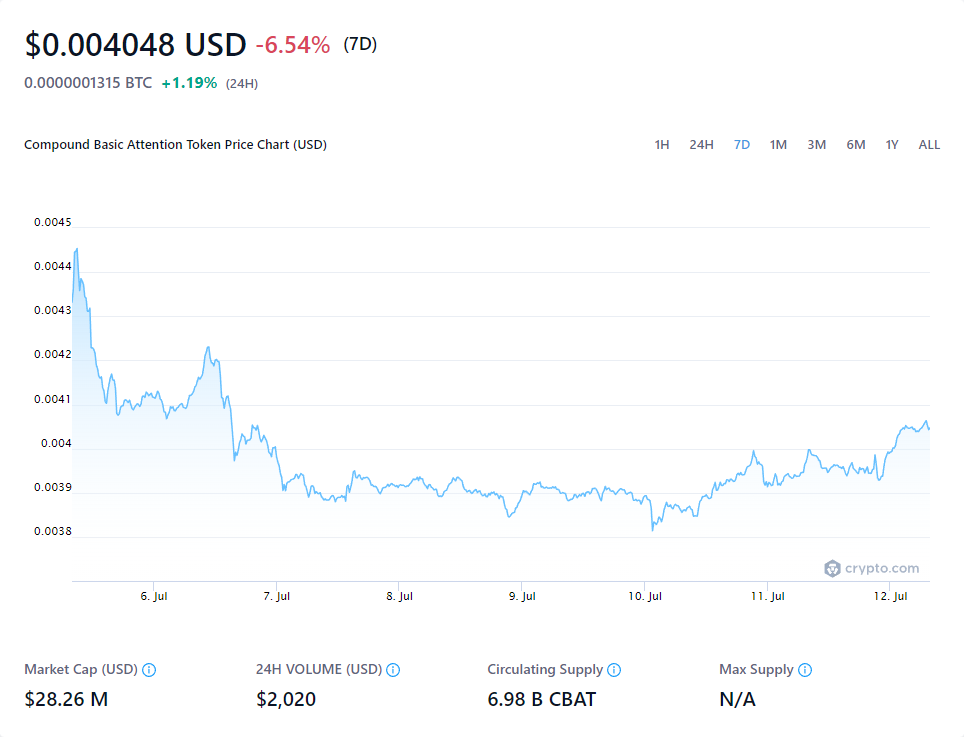 $0.004048 USD -6.54% (7D)
0.0000001315 BTC +1.19% (24H)
Compound Basic Attention Token Price Chart (USD)
1H 24H 7D 1M 3M 6M 1Y ALL
0.0045
0.0044
0.0043
0.0042
0.0041
0.004
0.0039
0.0038
crypto.com
6. Jul 7. Jul 8. Jul 9. Jul 10. Jul 11. Jul 12. Jul
Market Cap (USD) 24H VOLUME (USD) Circulating Supply Max Supply
$28.26 M $2,020 6.98 B CBAT N/A